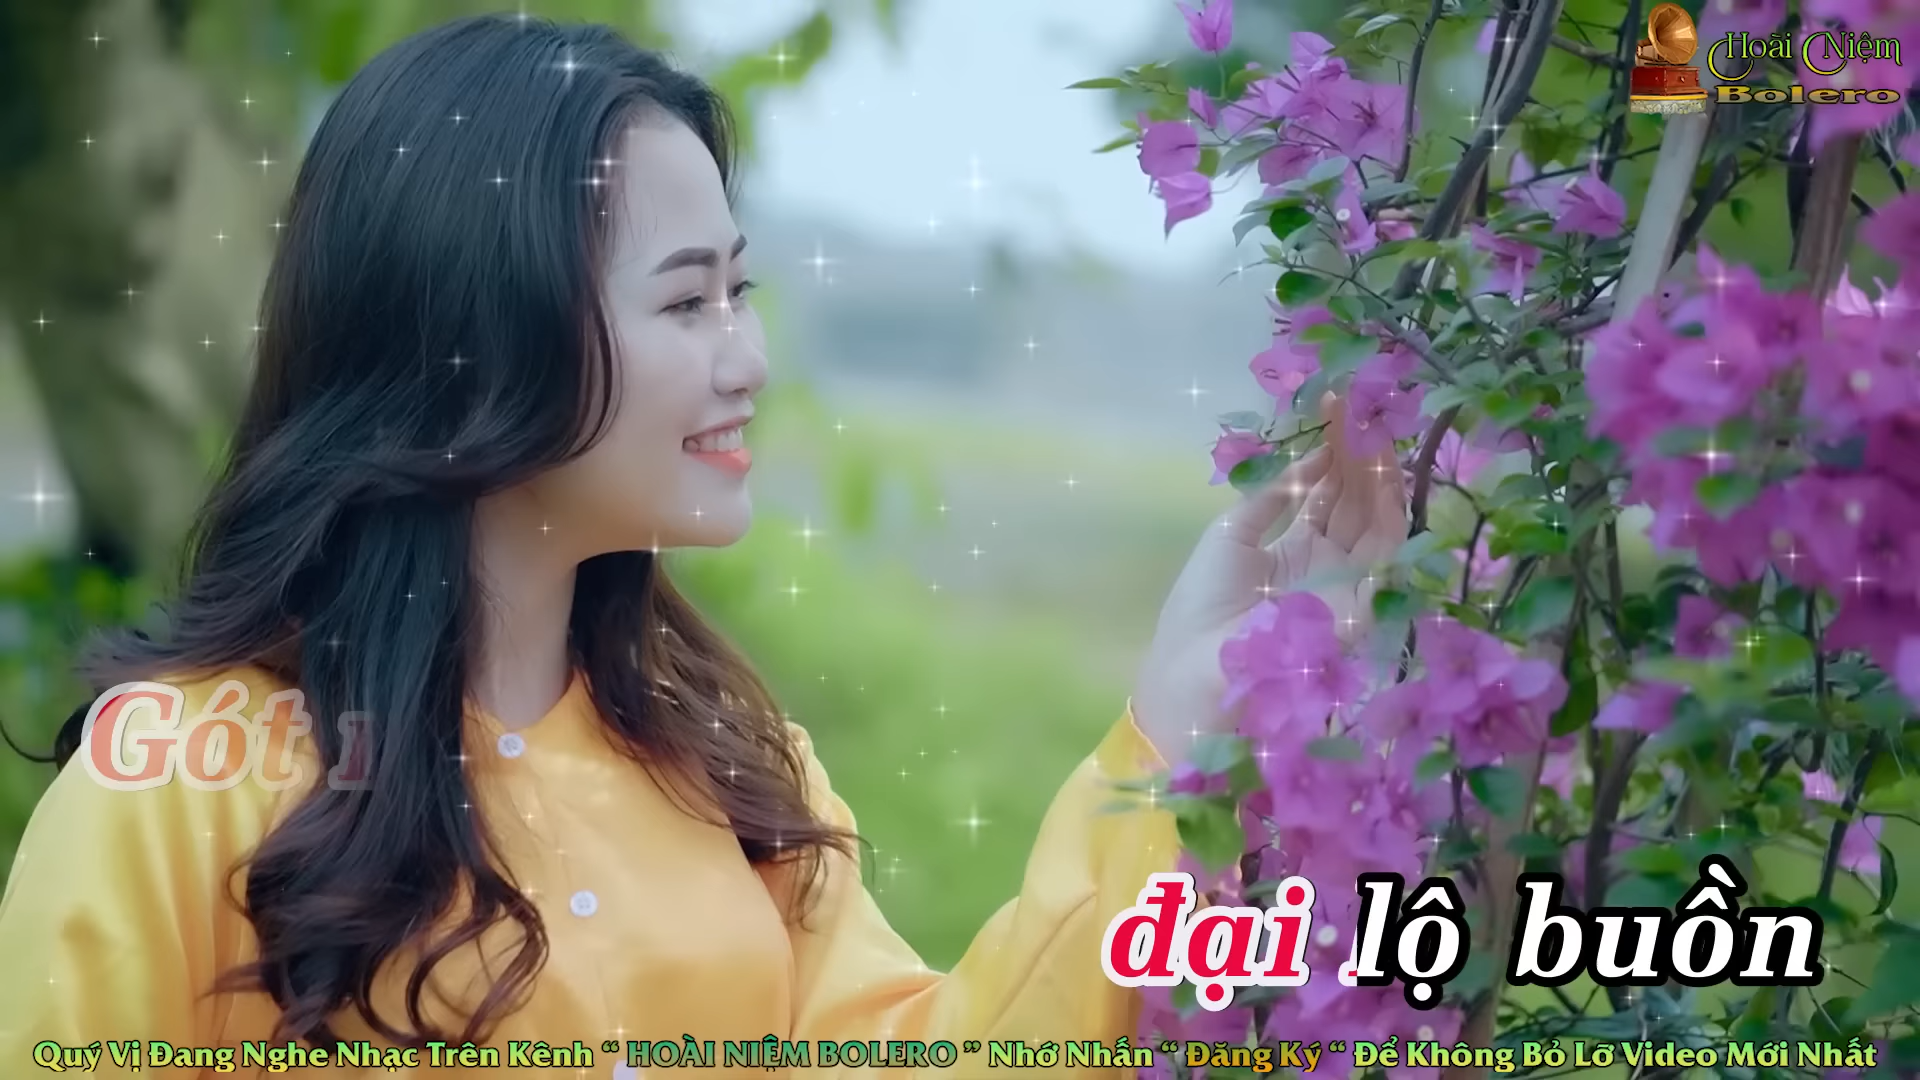 Hoài Niệm
Bolero
Gót
đại lộ buồn
Quý Vị Đang Nghe Nhạc Trên Kênh “ HOÀI NIỆM BOLERO ” Nhớ Nhấn “ Đăng Ký “ Để Không Bỏ Lỡ Video Mới Nhất